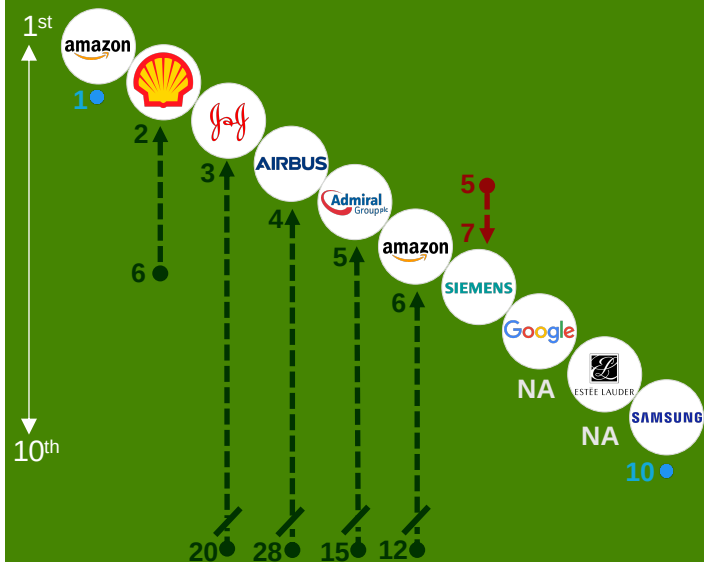 1st
amazon
1
2
J&J
3
AIRBUS
4
Admiral
Group plc
5
5
7
amazon
6
SIEMENS
6
Google
NA
ESTĒE LAUDER
NA
SAMSUNG
10
10th
20
28
15
12